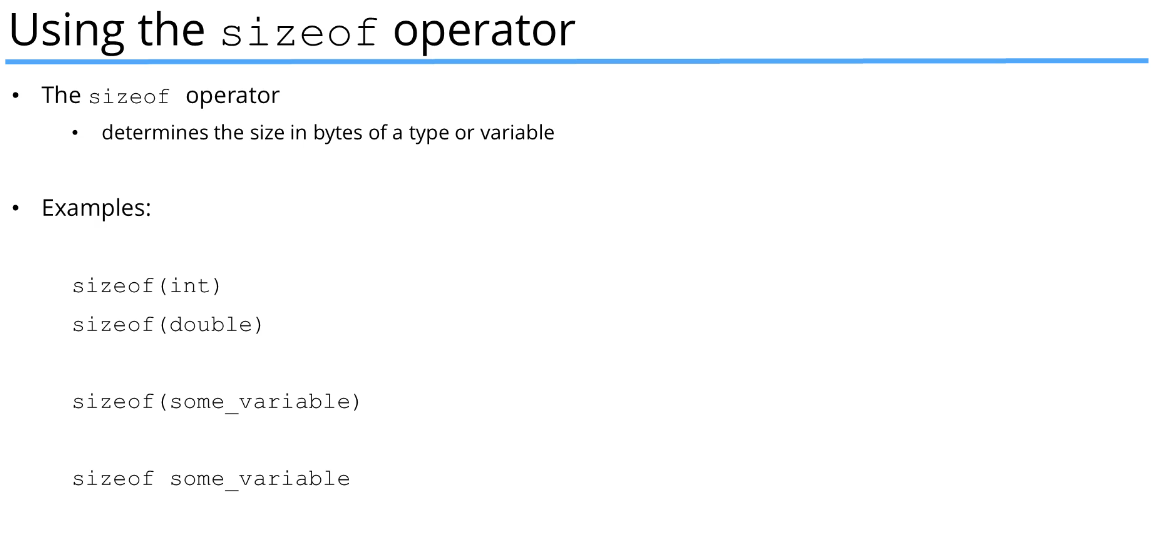 Using the sizeof operator
• The sizeof operator
• determines the size in bytes of a type or variable
• Examples:
sizeof(int)
sizeof(double)
sizeof(some_variable)
sizeof some_variable